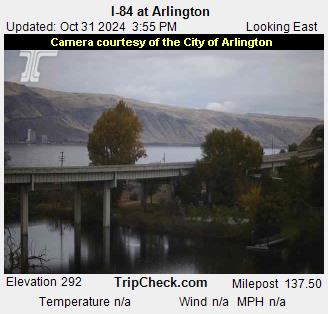 I-84 at Arlington
Updated: Oct 31 2024 3:55 PM Looking East
Camera courtesy of the City of Arlington
Elevation 292 TripCheck.com Milepost 137.50
Temperature n/a Wind n/a MPH n/a